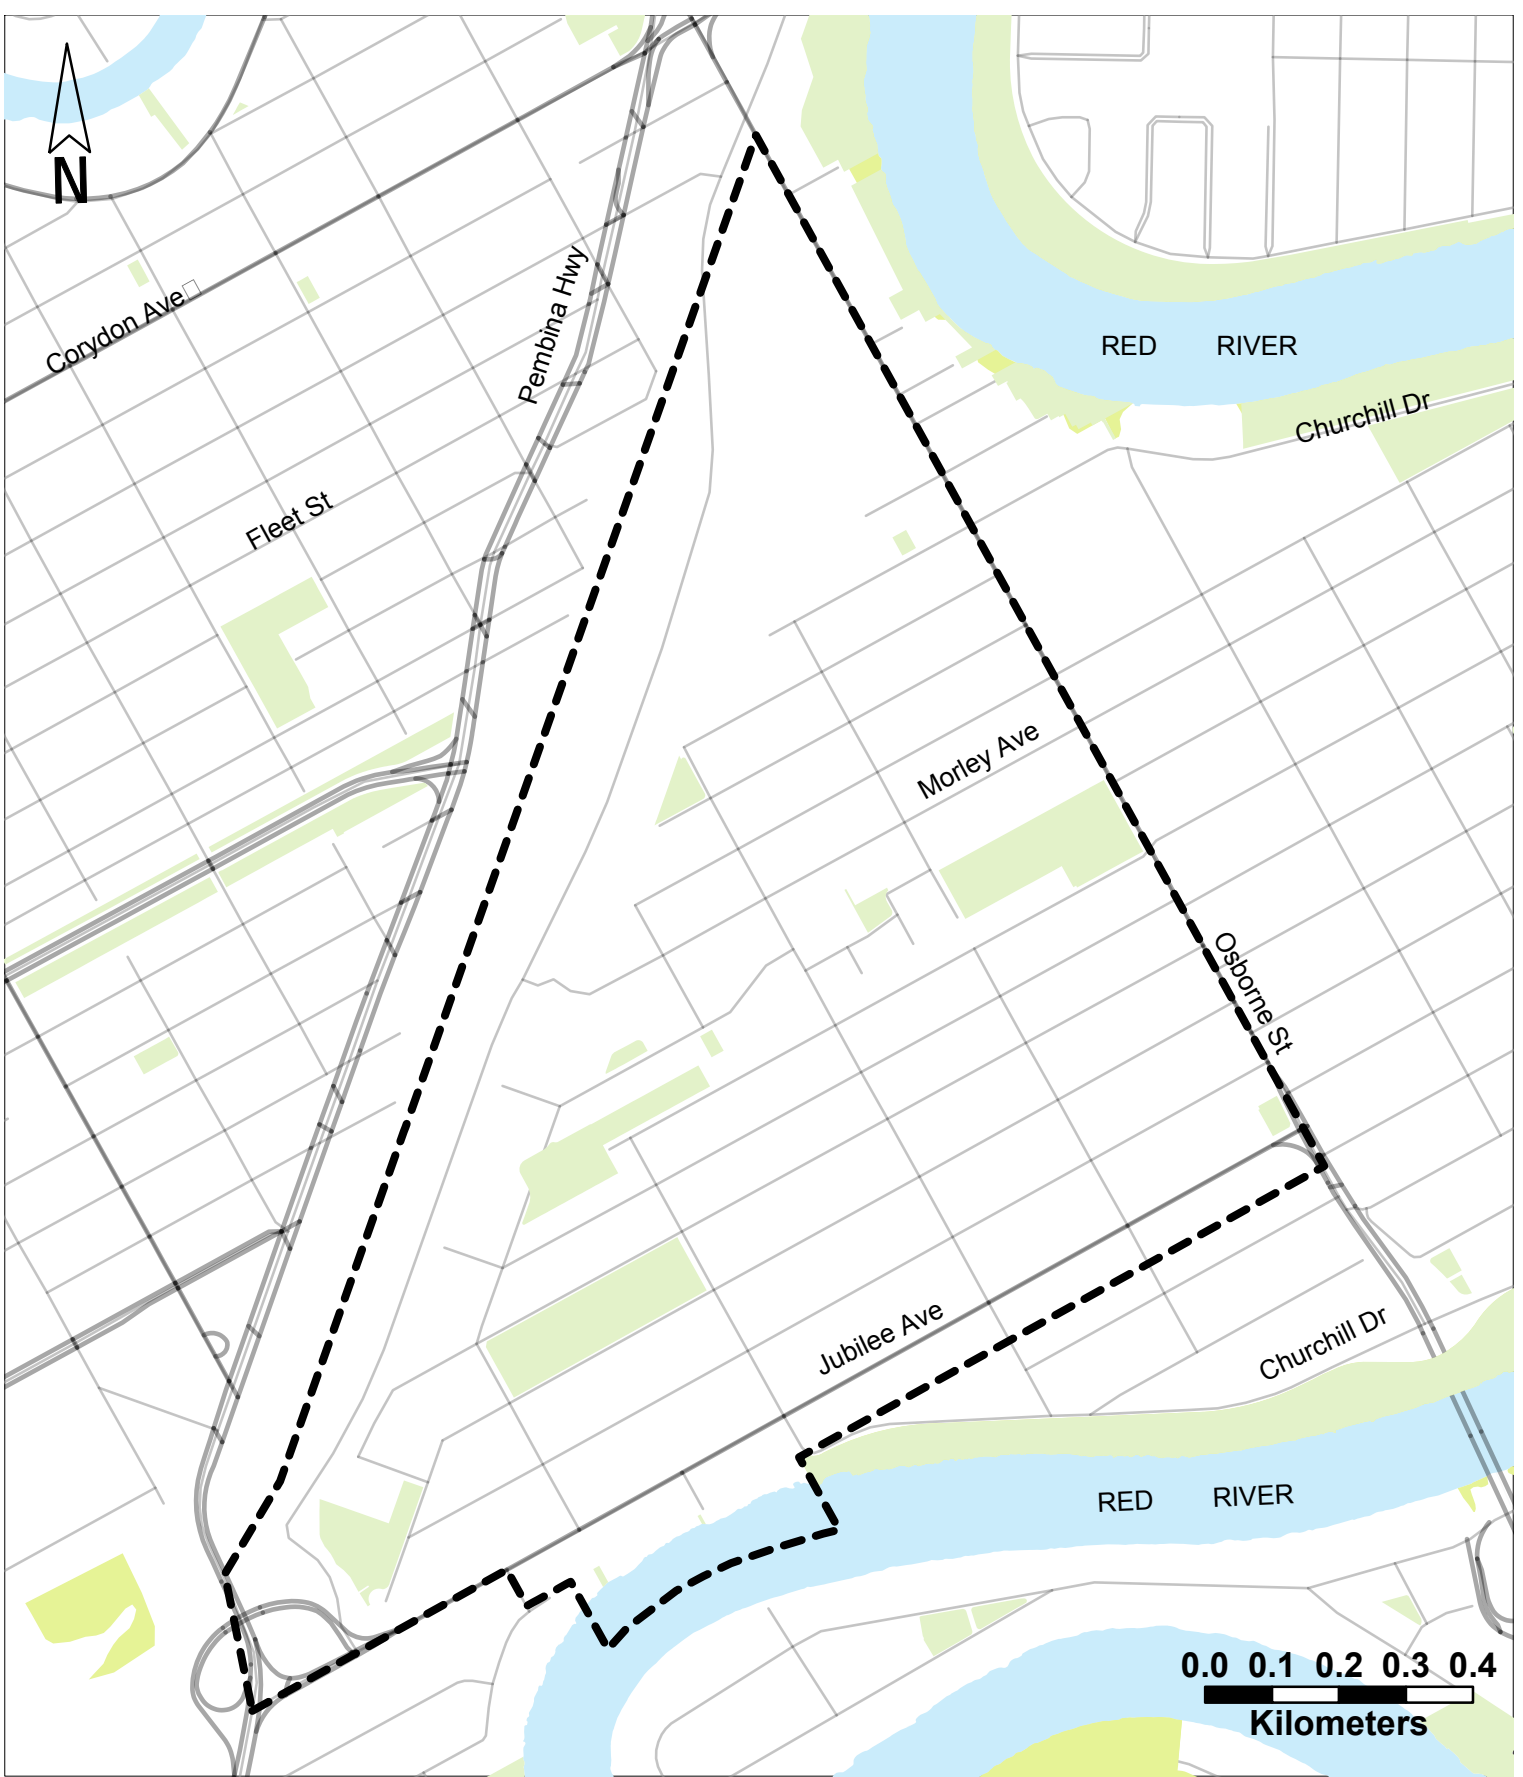 N
Corydon Ave
Pembina Hwy
RED RIVER
Churchill Dr
Fleet St
Morley Ave
Osborne St
Jubilee Ave
Churchill Dr
RED RIVER
0.0 0.1 0.2 0.3 0.4
Kilometers